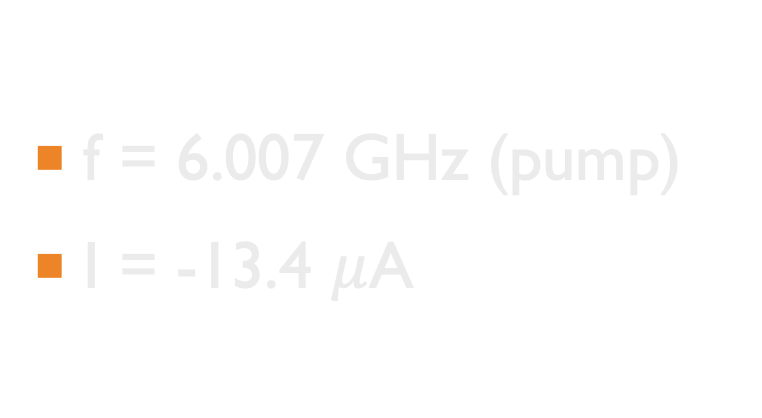 f = 6.007 GHz (pump)
I = -13.4 𝜇A